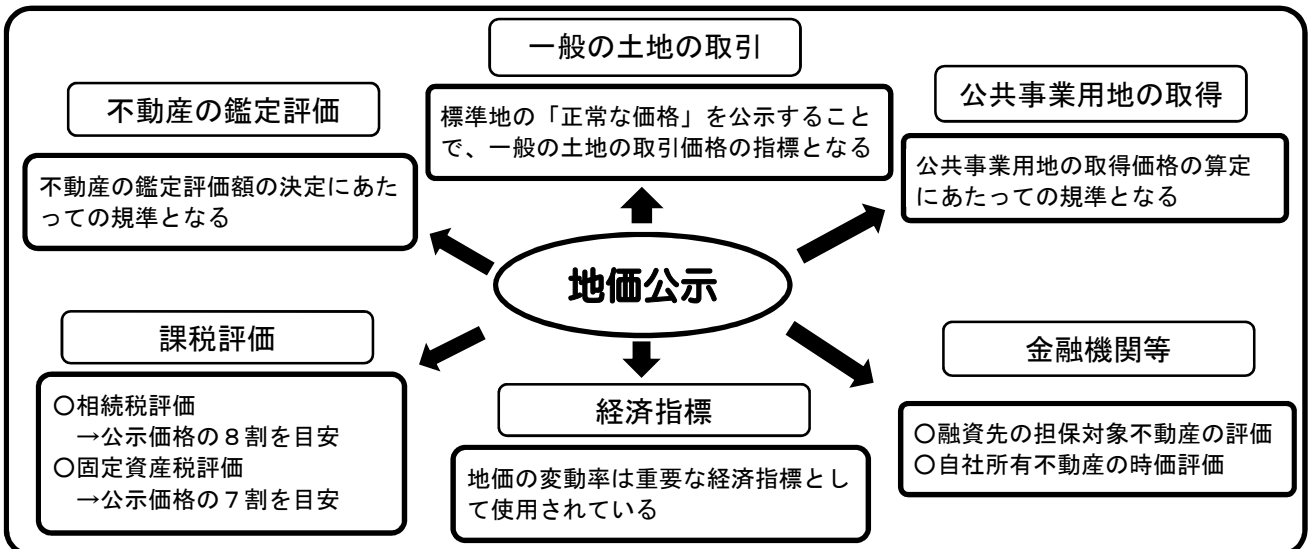 一般の土地の取引
標準地の「正常な価格」を公示すること
で、一般の土地の取引価格の指標となる
不動産の鑑定評価
不動産の鑑定評価額の決定にあた
っての規準となる
公共事業用地の取得
公共事業用地の取得価格の算定
にあたっての規準となる
地価公示
課税評価
〇相続税評価
→公示価格の８割を目安
〇固定資産税評価
→公示価格の７割を目安
経済指標
地価の変動率は重要な経済指標とし
て使用されている
金融機関等
〇融資先の担保対象不動産の評価
〇自社所有不動産の時価評価